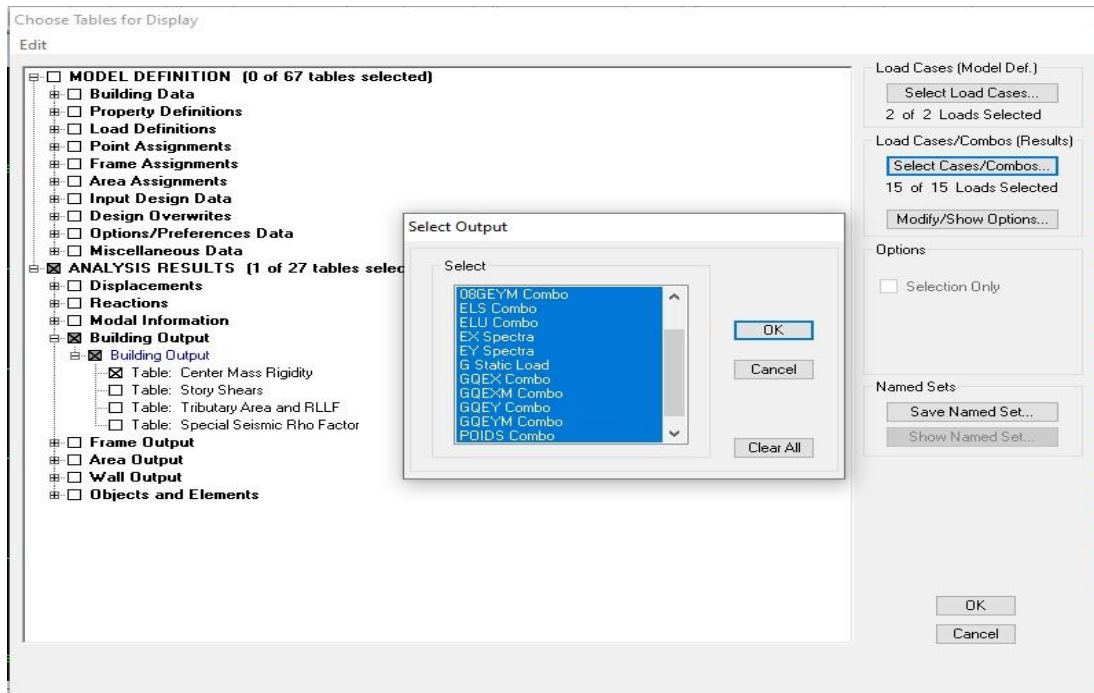 Choose Tables for Display
Edit
MODEL DEFINITION (0 of 67 tables selected)
Building Data
Property Definitions
Load Definitions
Point Assignments
Frame Assignments
Area Assignments
Input Design Data
Design Overwrites
Options/Preferences Data
Miscellaneous Data
ANALYSIS RESULTS (1 of 27 tables selec
Displacements
Reactions
Modal Information
Building Output
Building Output
Table: Center Mass Rigidity
Table: Story Shears
Table: Tributary Area and RLLF
Table: Special Seismic Rho Factor
Frame Output
Area Output
Wall Output
Objects and Elements
Select Output
Select
08GEYM Combo
ELS Combo
ELU Combo
EX Spectra
EY Spectra
G Static Load
GQEX Combo
GQEXM Combo
GQEY Combo
GQEYM Combo
POIDS Combo
OK
Cancel
Clear All
Load Cases (Model Def.)
Select Load Cases...
2 of 2 Loads Selected
Load Cases/Combos (Results)
Select Cases/Combos...
15 of 15 Loads Selected
Modify/Show Options...
Options
Selection Only
Named Sets
Save Named Set...
Show Named Set...
OK
Cancel